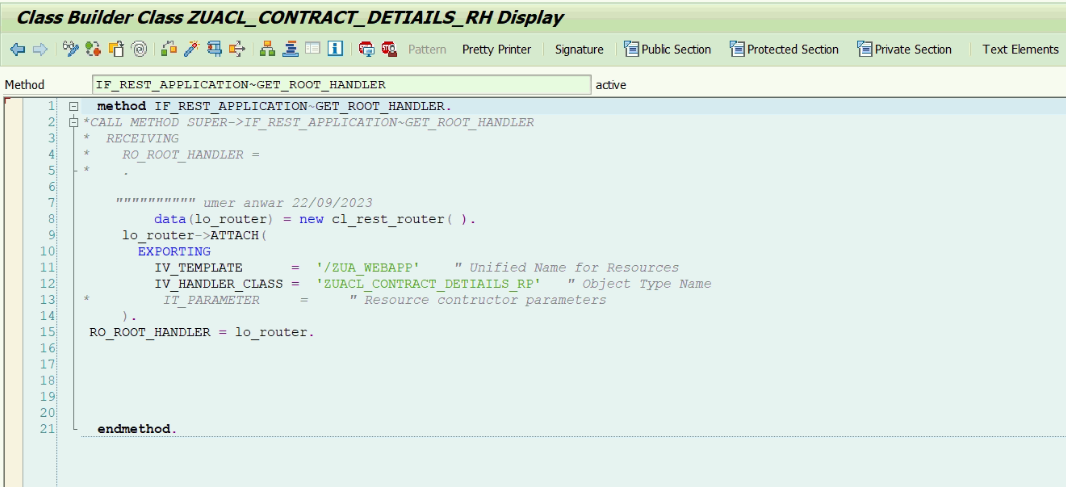 Class Builder Class ZUACL_CONTRACT_DETIAILS_RH Display
Pattern Pretty Printer Signature Public Section Protected Section Private Section Text Elements
Method IF_REST_APPLICATION~GET_ROOT_HANDLER active
1 method IF_REST_APPLICATION~GET_ROOT_HANDLER.
2 *CALL METHOD SUPER->IF_REST_APPLICATION~GET_ROOT_HANDLER
3 * RECEIVING
4 * RO_ROOT_HANDLER =
5 * .
6
7 """""""""" umer anwar 22/09/2023
8 data(lo_router) = new cl_rest_router( ).
9 lo_router->ATTACH(
10 EXPORTING
11 IV_TEMPLATE = '/ZUA_WEBAPP' " Unified Name for Resources
12 IV_HANDLER_CLASS = 'ZUACL_CONTRACT_DETIAILS_RP' " Object Type Name
13 * IT_PARAMETER = " Resource contructor parameters
14 ).
15 RO_ROOT_HANDLER = lo_router.
16
17
18
19
20
21 endmethod.